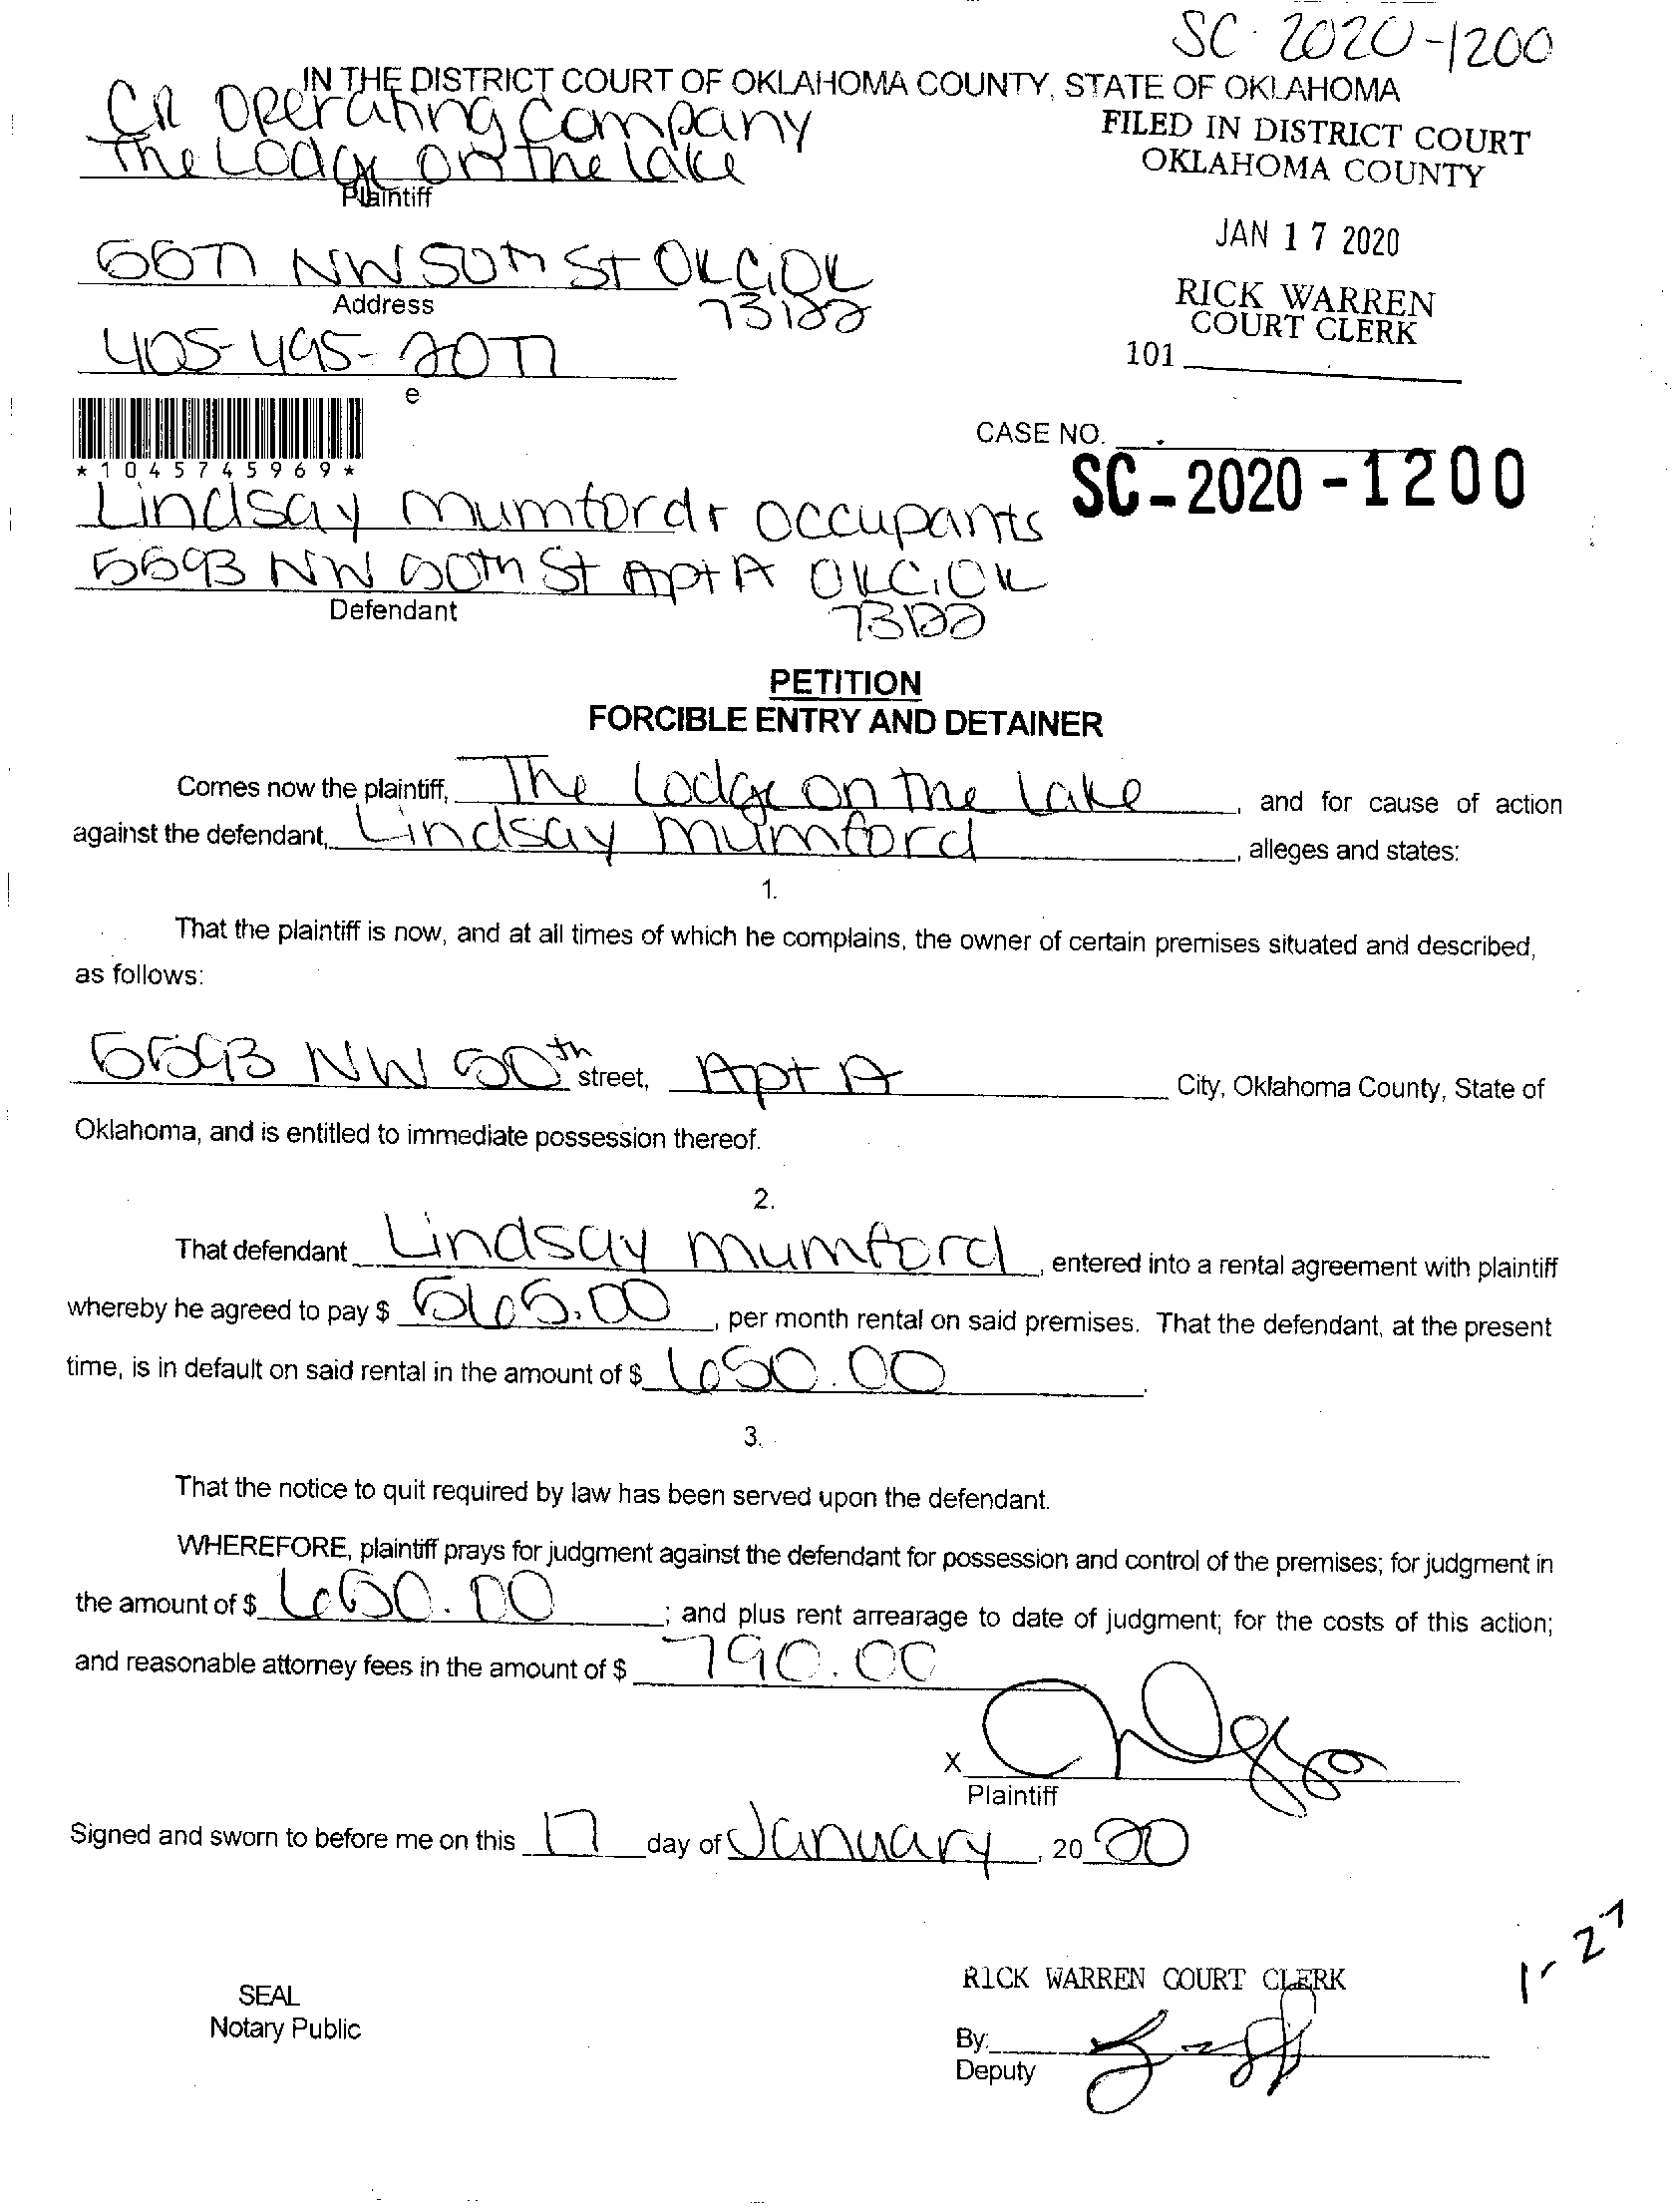 SC-2020-1200
IN THE DISTRICT COURT OF OKLAHOMA COUNTY, STATE OF OKLAHOMA
CR Operating Company
The Lodge on the Lake
Plaintiff
FILED IN DISTRICT COURT
OKLAHOMA COUNTY
JAN 17 2020
RICK WARREN
COURT CLERK
101
5577 NW 50th St OKC, OK
73122
Address
405-495-2077
e
*1045745969*
CASE NO.
SC-2020-1200
Lindsay Mumford + occupants
5593 NW 50th St Apt A OKC, OK
73122
Defendant
PETITION
FORCIBLE ENTRY AND DETAINER
Comes now the plaintiff, The Lodge on the Lake, and for cause of action
against the defendant, Lindsay Mumford, alleges and states:
1.
That the plaintiff is now, and at all times of which he complains, the owner of certain premises situated and described,
as follows:
5593 NW 50th street, Apt A City, Oklahoma County, State of
Oklahoma, and is entitled to immediate possession thereof.
2.
That defendant Lindsay Mumford, entered into a rental agreement with plaintiff
whereby he agreed to pay $ 565.00, per month rental on said premises. That the defendant, at the present
time, is in default on said rental in the amount of $ 650.00.
3.
That the notice to quit required by law has been served upon the defendant.
WHEREFORE, plaintiff prays for judgment against the defendant for possession and control of the premises; for judgment in
the amount of $ 650.00; and plus rent arrearage to date of judgment; for the costs of this action;
and reasonable attorney fees in the amount of $ 790.00
X
Plaintiff
Signed and sworn to before me on this 17 day of January, 2020
1-27
SEAL
Notary Public
RICK WARREN COURT CLERK
By:
Deputy